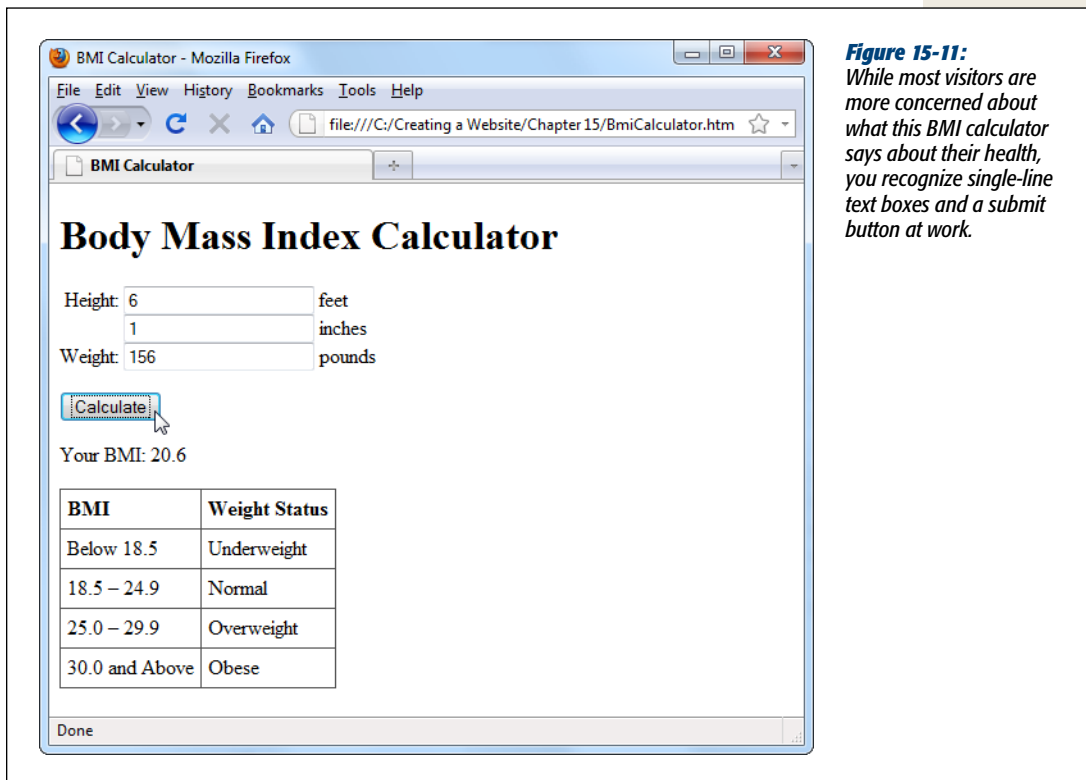 BMI Calculator - Mozilla Firefox
File Edit View History Bookmarks Tools Help
file:///C:/Creating a Website/Chapter 15/BmiCalculator.htm
BMI Calculator
Body Mass Index Calculator
Height: 6 feet
1 inches
Weight: 156 pounds
Calculate
Your BMI: 20.6
BMI Weight Status
Below 18.5 Underweight
18.5 – 24.9 Normal
25.0 – 29.9 Overweight
30.0 and Above Obese
Done
Figure 15-11:
While most visitors are
more concerned about
what this BMI calculator
says about their health,
you recognize single-line
text boxes and a submit
button at work.